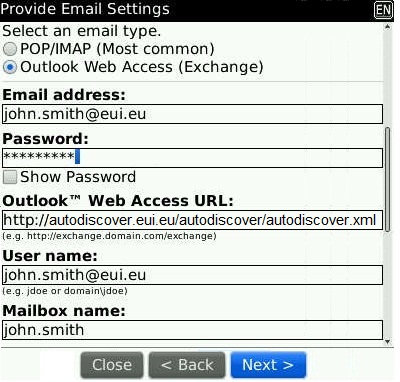 Provide Email Settings EN
Select an email type.
POP/IMAP (Most common)
Outlook Web Access (Exchange)
Email address:
john.smith@eui.eu
Password:
*********
Show Password
Outlook™ Web Access URL:
http://autodiscover.eui.eu/autodiscover/autodiscover.xml
(e.g. http://exchange.domain.com/exchange)
User name:
john.smith@eui.eu
(e.g. jdoe or domain\jdoe)
Mailbox name:
john.smith
Close < Back Next >